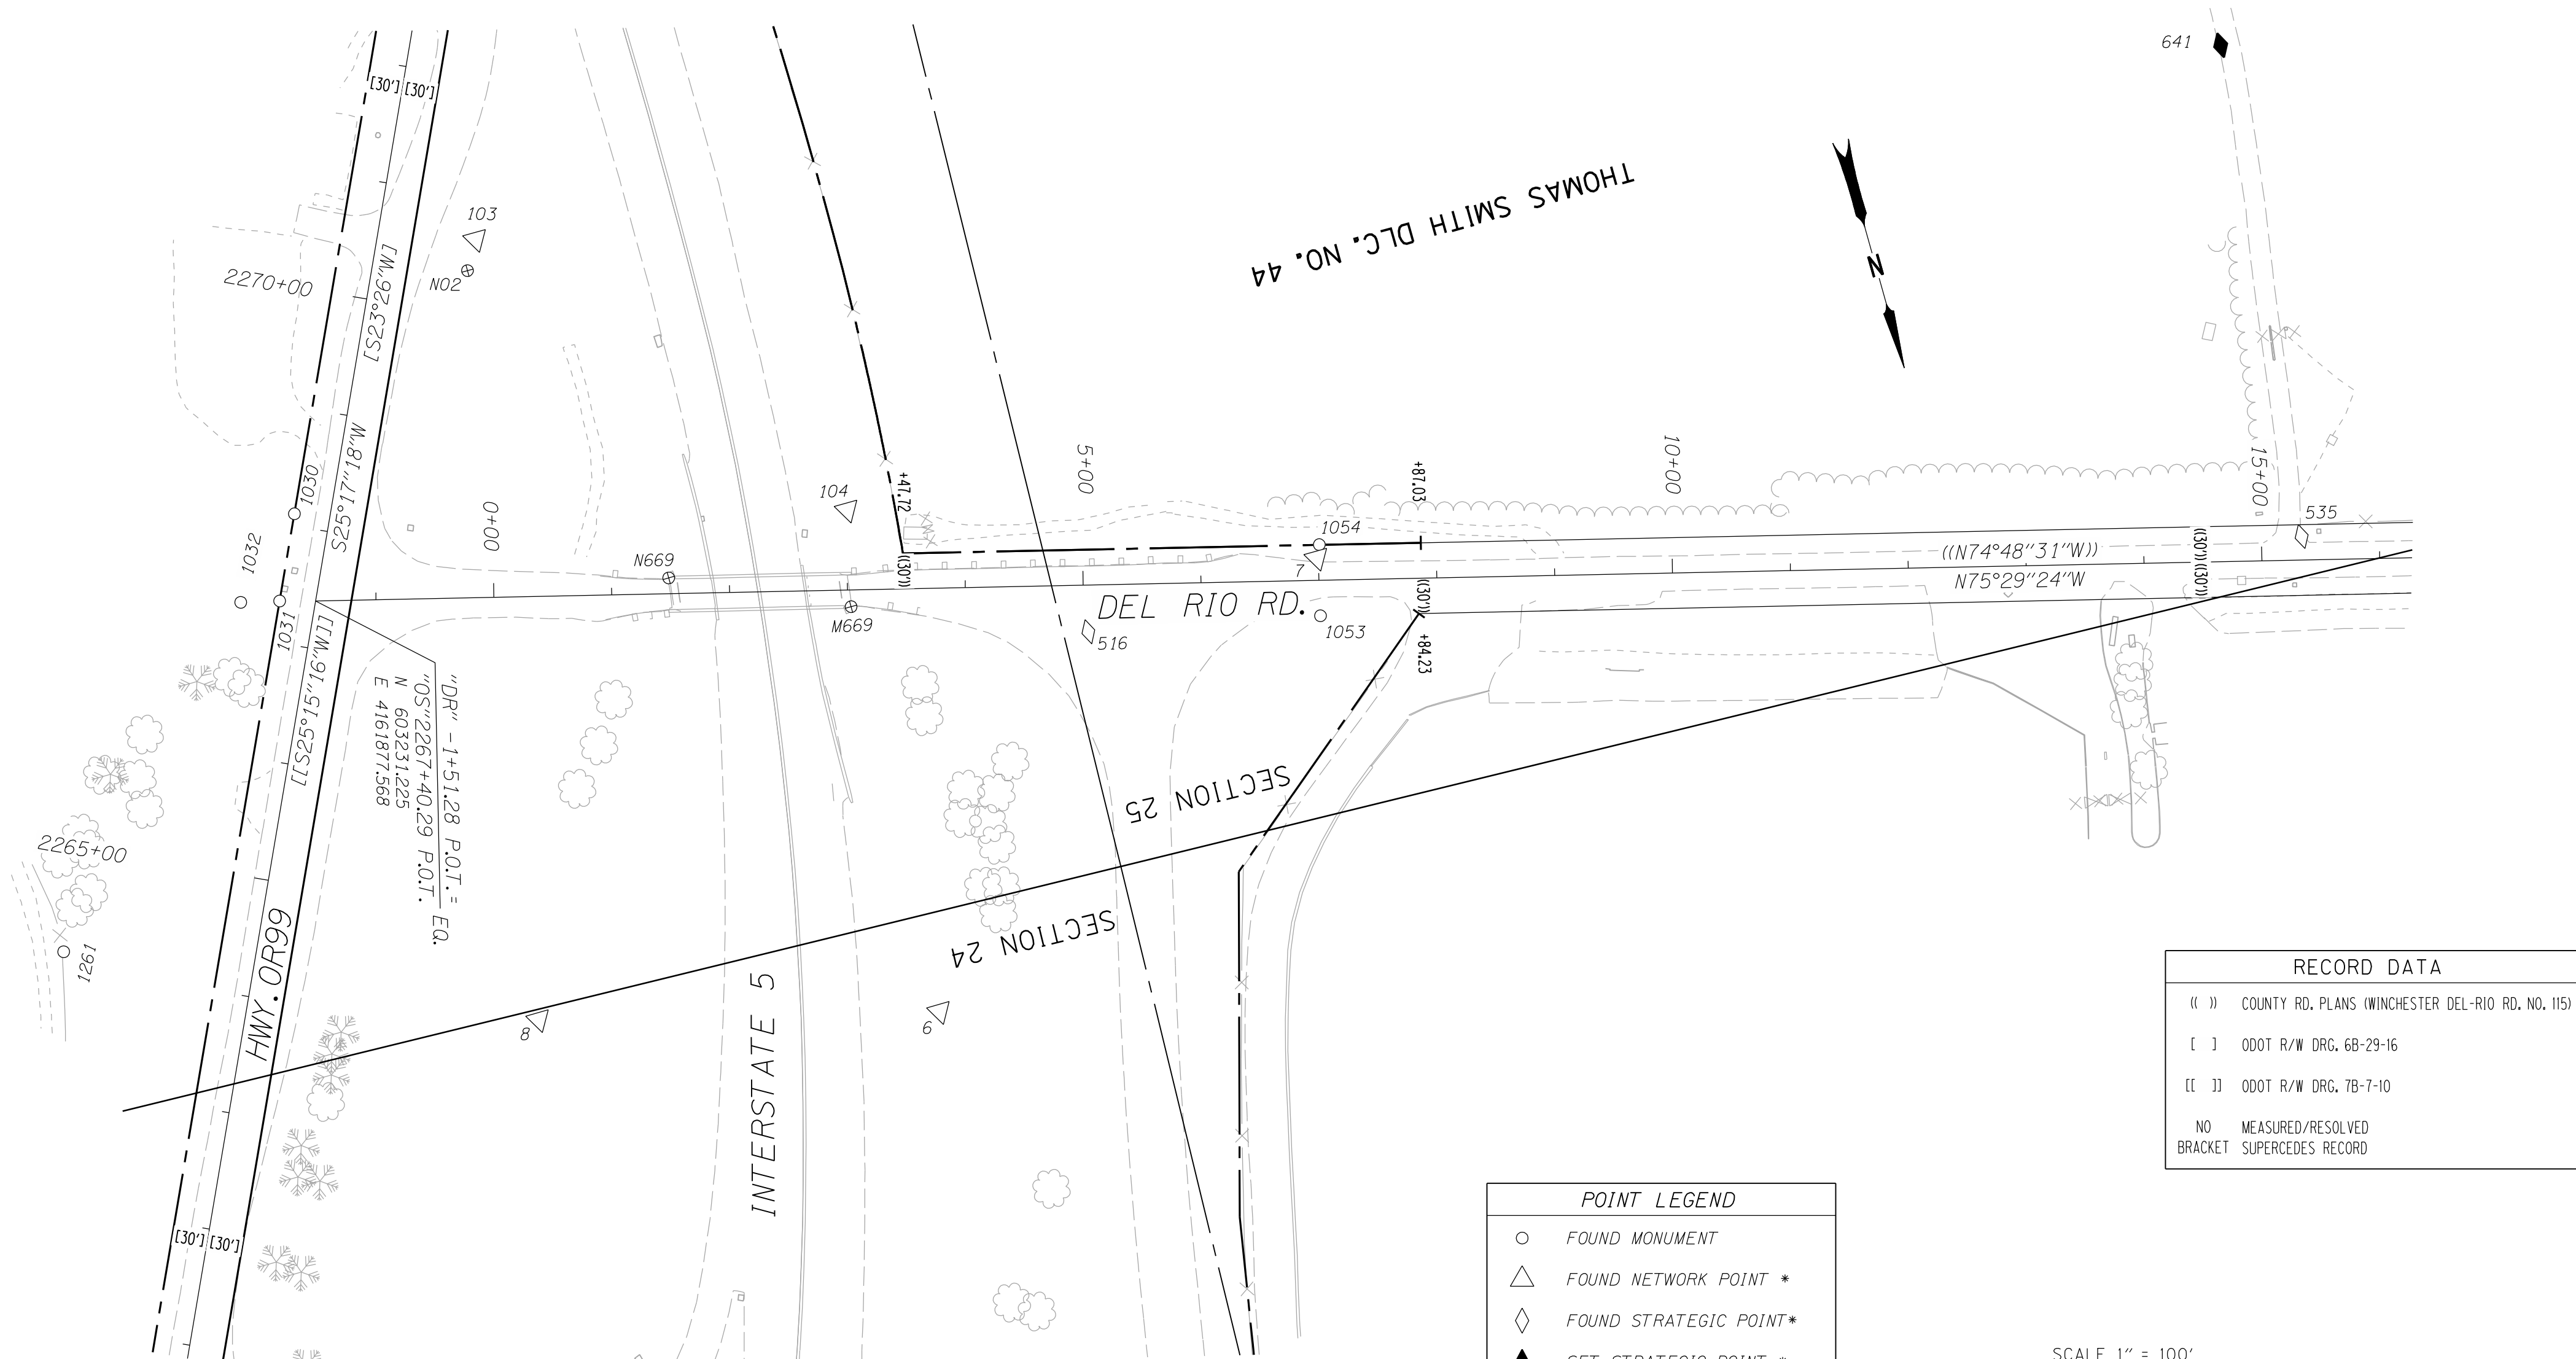 641
[30'] [30']
103
N02
2270+00
[S23°26"W]
THOMAS SMITH DLC. NO. 44
N
1030
S25°17'18"W
1032
1031
0+00
N669
104
+47.72
((30'))
5+00
1054
7
+87.03
10+00
15+00
535
((N74°48'31"W))
N75°29'24"W
((30'))((30'))
DEL RIO RD.
M669
516
1053
((30'))
+84.23
[[S25°15'16"W]]
"DR" -1+51.28 P.O.T. =
"OS"2267+40.29 P.O.T. EQ.
N 603231.225
E 4161877.568
2265+00
HWY. OR99
1261
SECTION 25
SECTION 24
8
6
INTERSTATE 5
[30'] [30']
RECORD DATA
(( )) COUNTY RD. PLANS (WINCHESTER DEL-RIO RD. NO. 115)
[ ] ODOT R/W DRG. 6B-29-16
[[ ]] ODOT R/W DRG. 7B-7-10
NO BRACKET MEASURED/RESOLVED
SUPERCEDES RECORD
POINT LEGEND
FOUND MONUMENT
FOUND NETWORK POINT *
FOUND STRATEGIC POINT*
SET STRATEGIC POINT *
SCALE 1" = 100'